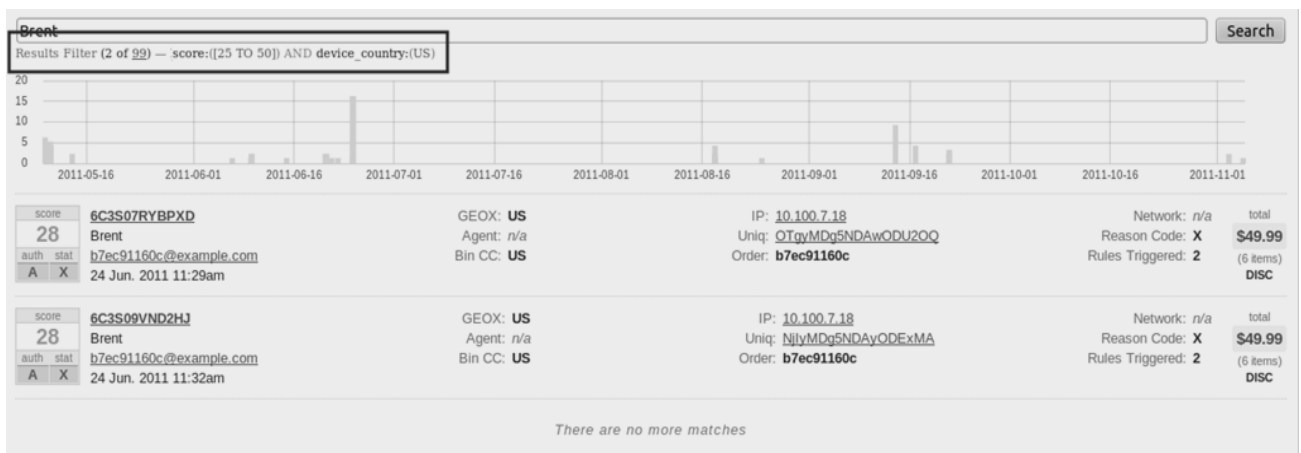 Brent
Search
Results Filter (2 of 99) — score:([25 TO 50]) AND device_country:(US)
20
15
10
5
0
2011-05-16 2011-06-01 2011-06-16 2011-07-01 2011-07-16 2011-08-01 2011-08-16 2011-09-01 2011-09-16 2011-10-01 2011-10-16 2011-11-01
score
28
auth stat
A X
6C3S07RYBPXD
Brent
b7ec91160c@example.com
24 Jun. 2011 11:29am
GEOX: US
Agent: n/a
Bin CC: US
IP: 10.100.7.18
Uniq: OTgyMDg5NDAwODU2OQ
Order: b7ec91160c
Network: n/a
Reason Code: X
Rules Triggered: 2
total
$49.99
(6 items)
DISC
score
28
auth stat
A X
6C3S09VND2HJ
Brent
b7ec91160c@example.com
24 Jun. 2011 11:32am
GEOX: US
Agent: n/a
Bin CC: US
IP: 10.100.7.18
Uniq: NjIyMDg5NDAyODExMA
Order: b7ec91160c
Network: n/a
Reason Code: X
Rules Triggered: 2
total
$49.99
(6 items)
DISC
There are no more matches